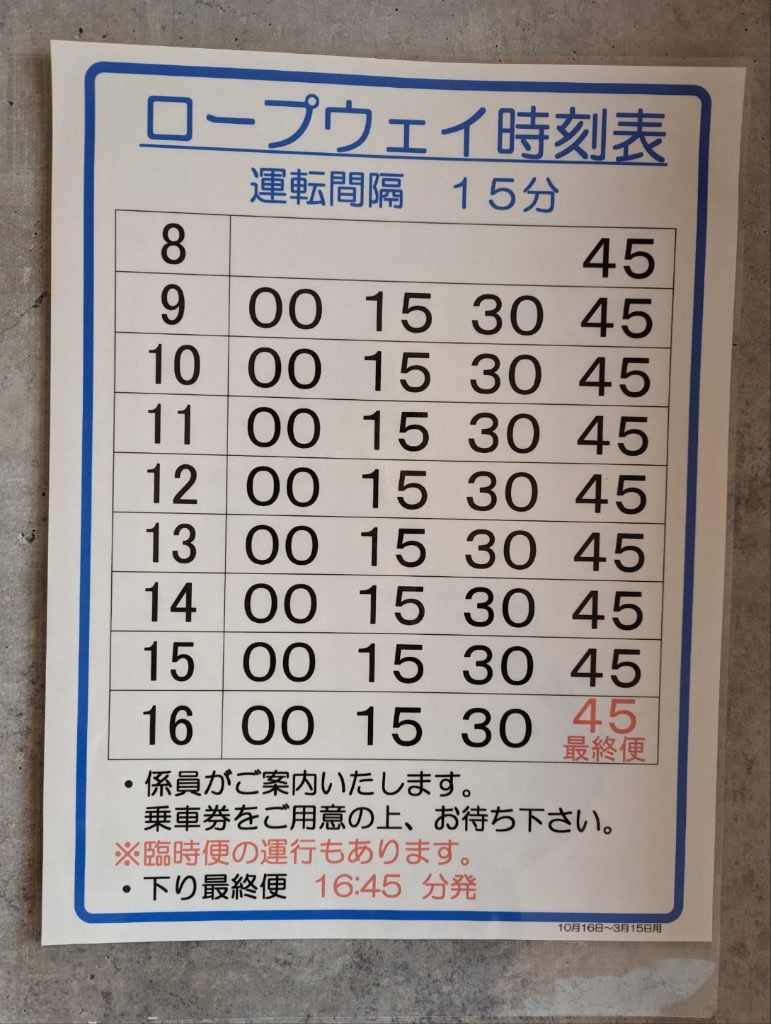 ロープウェイ時刻表
運転間隔　１５分
8 45
9 00 15 30 45
10 00 15 30 45
11 00 15 30 45
12 00 15 30 45
13 00 15 30 45
14 00 15 30 45
15 00 15 30 45
16 00 15 30 45
最終便
・係員がご案内いたします。
乗車券をご用意の上、お待ち下さい。
※臨時便の運行もあります。
・下り最終便　16:45 分発
10月16日～3月15日用